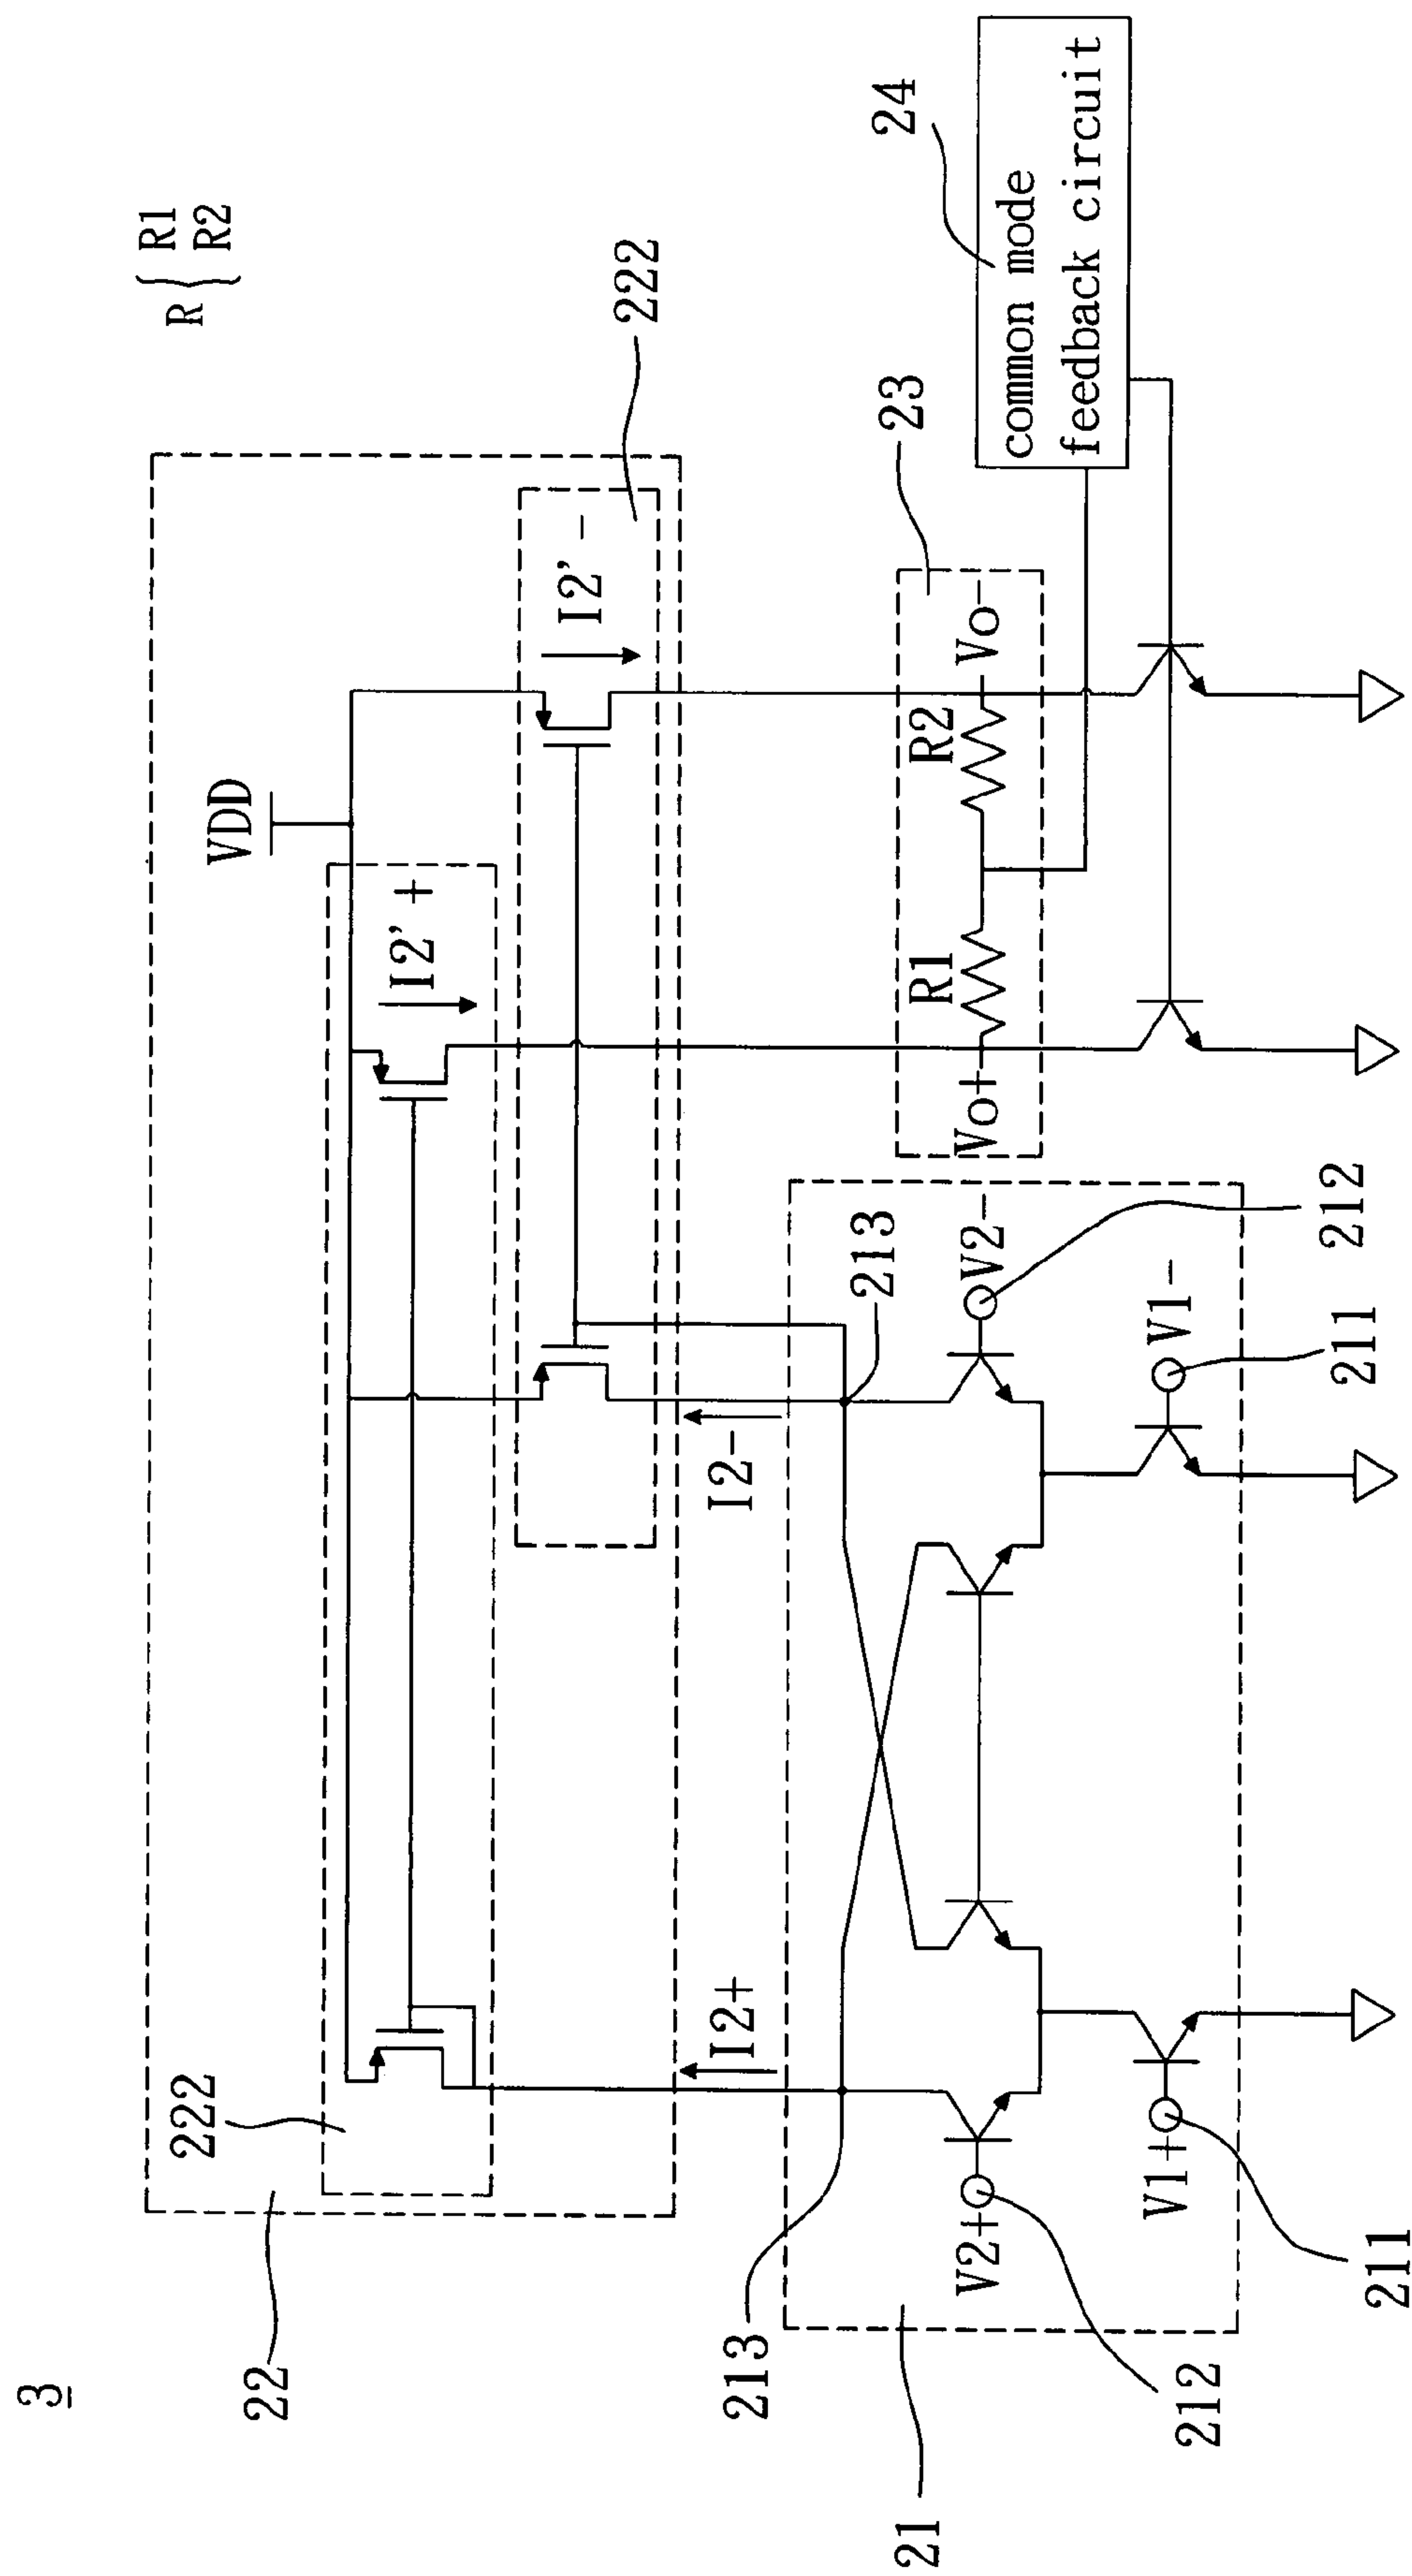 3
R { R1
R2
22
222
VDD
I2'+
I2'-
222
I2+
I2-
213
213
23
24
common mode
feedback circuit
R1
R2
Vo+
Vo-
V2+
V2-
212
212
V1+
V1-
211
211
21